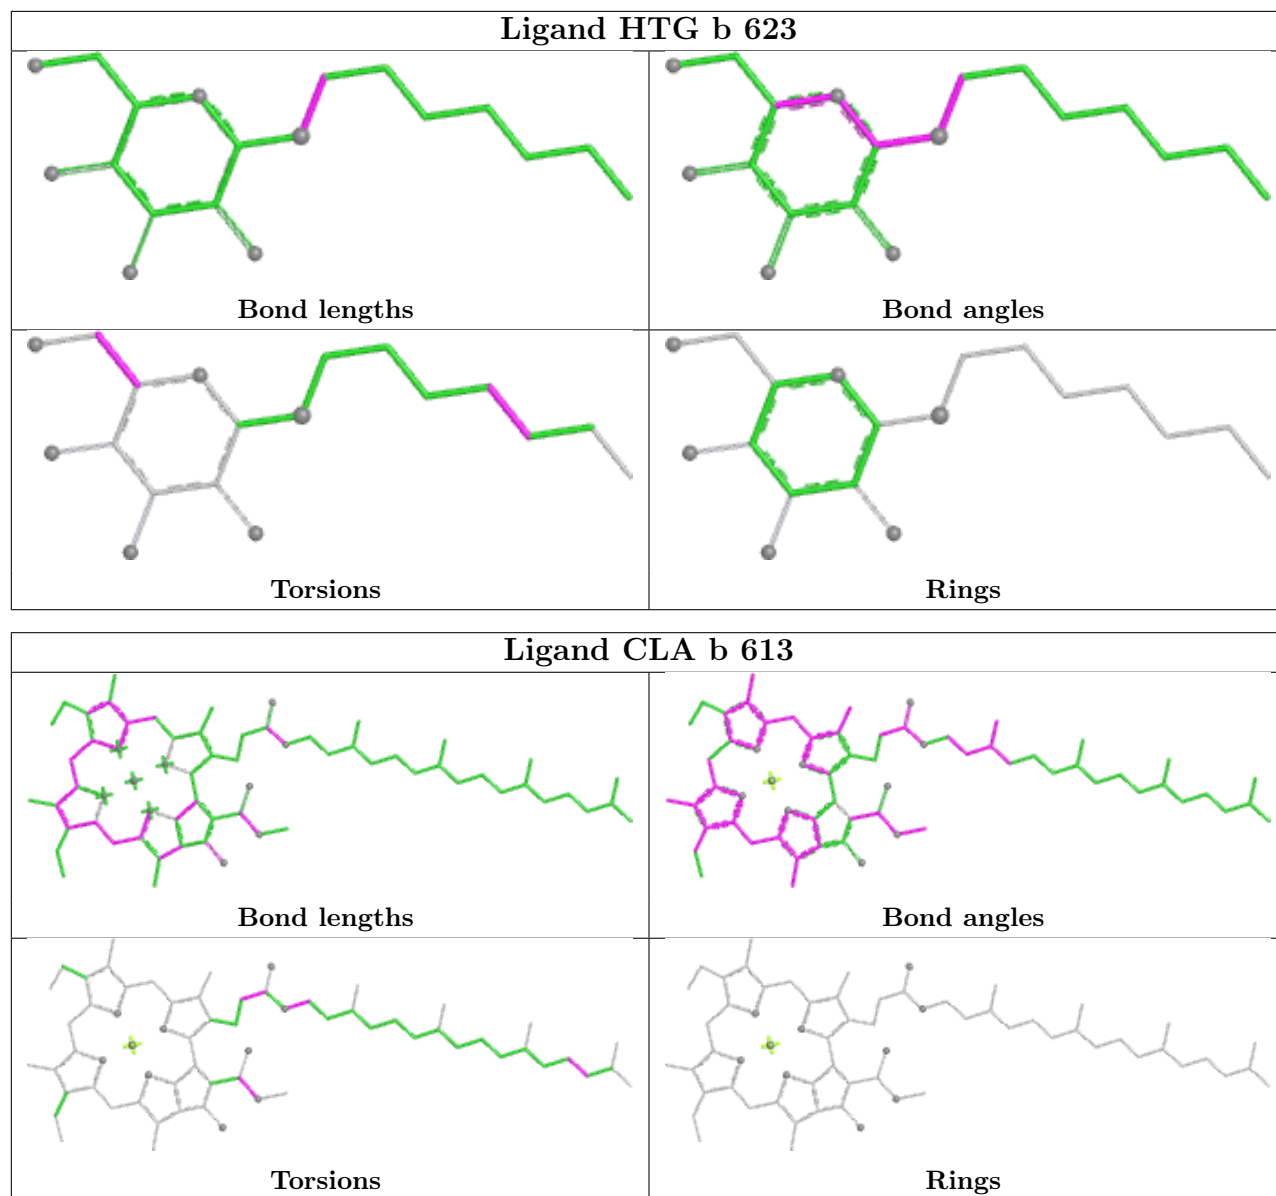 Ligand HTG b 623
Bond lengths
Bond angles
Torsions
Rings
Ligand CLA b 613
Bond lengths
Bond angles
Torsions
Rings